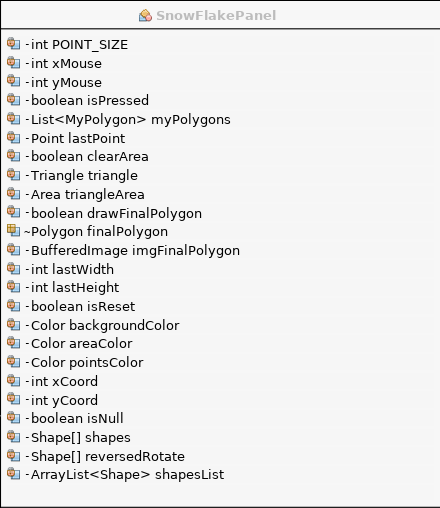 SnowFlakePanel
-int POINT_SIZE
-int xMouse
-int yMouse
-boolean isPressed
-List<MyPolygon> myPolygons
-Point lastPoint
-boolean clearArea
-Triangle triangle
-Area triangleArea
-boolean drawFinalPolygon
~Polygon finalPolygon
-BufferedImage imgFinalPolygon
-int lastWidth
-int lastHeight
-boolean isReset
-Color backgroundColor
-Color areaColor
-Color pointsColor
-int xCoord
-int yCoord
-boolean isNull
-Shape[] shapes
-Shape[] reversedRotate
-ArrayList<Shape> shapesList